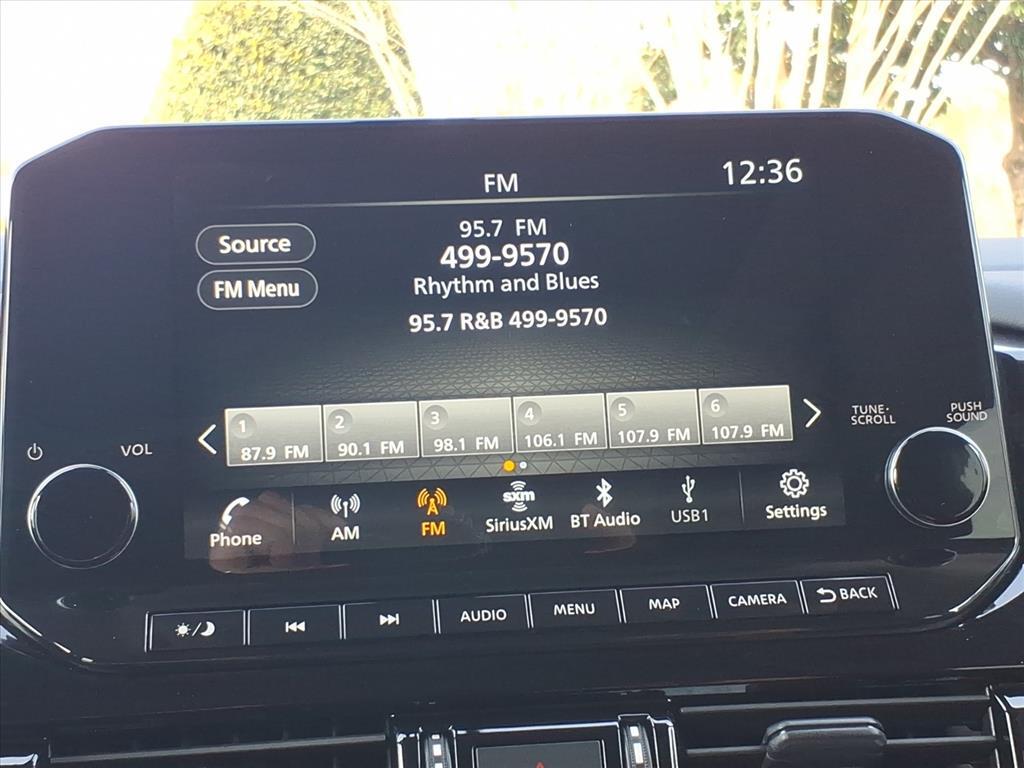 FM
12:36
Source
FM Menu
95.7 FM
499-9570
Rhythm and Blues
95.7 R&B 499-9570
1
87.9 FM
2
90.1 FM
3
98.1 FM
4
106.1 FM
5
107.9 FM
6
107.9 FM
VOL
TUNE·
SCROLL
PUSH
SOUND
Phone
AM
FM
sxm
SiriusXM
BT Audio
USB1
Settings
AUDIO
MENU
MAP
CAMERA
BACK